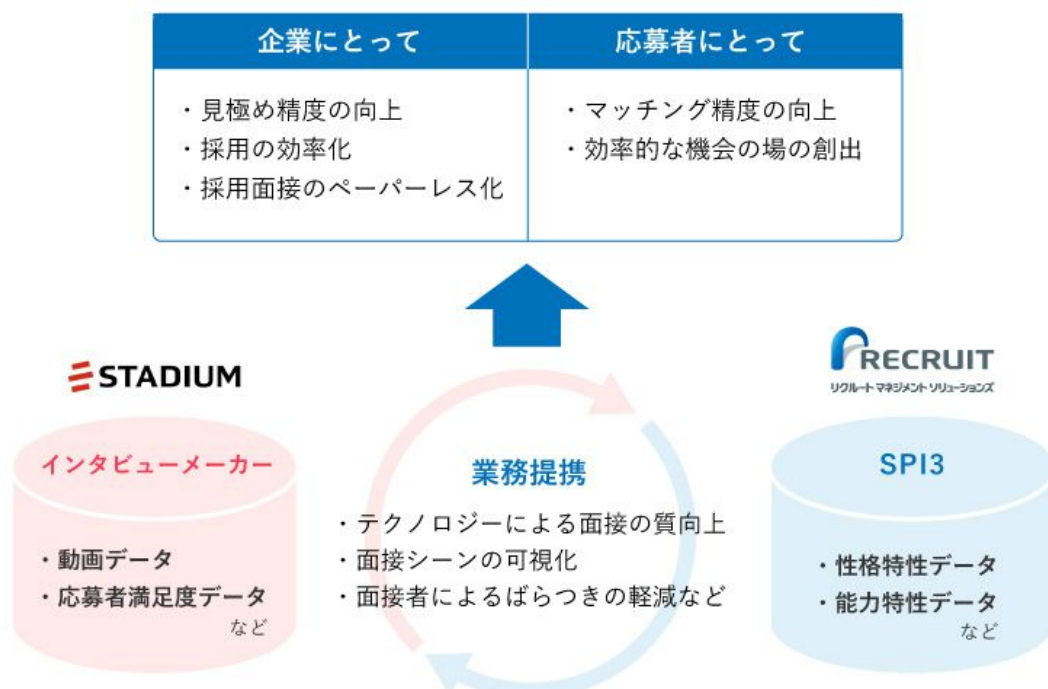 企業にとって
応募者にとって
・見極め精度の向上
・採用の効率化
・採用面接のペーパーレス化
・マッチング精度の向上
・効率的な機会の場の創出
STADIUM
RECRUIT
リクルート マネジメント ソリューションズ
インタビューメーカー
・動画データ
・応募者満足度データ
など
業務提携
・テクノロジーによる面接の質向上
・面接シーンの可視化
・面接者によるばらつきの軽減など
SPI3
・性格特性データ
・能力特性データ
など